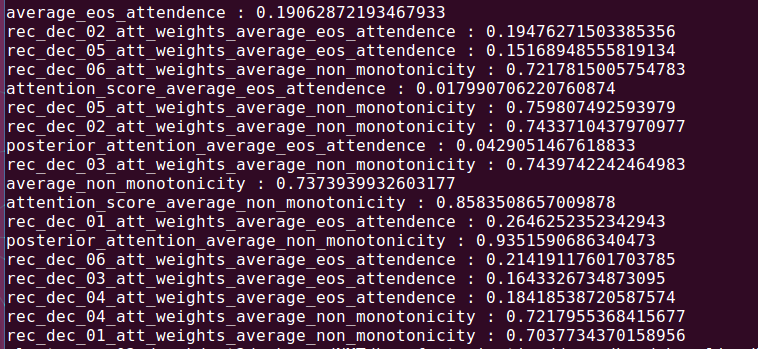 average_eos_attendence : 0.19062872193467933
rec_dec_02_att_weights_average_eos_attendence : 0.19476271503385356
rec_dec_05_att_weights_average_eos_attendence : 0.15168948555819134
rec_dec_06_att_weights_average_non_monotonicity : 0.7217815005754783
attention_score_average_eos_attendence : 0.017990706220760874
rec_dec_05_att_weights_average_non_monotonicity : 0.759807492593979
rec_dec_02_att_weights_average_non_monotonicity : 0.7433710437970977
posterior_attention_average_eos_attendence : 0.0429051467618833
rec_dec_03_att_weights_average_non_monotonicity : 0.7439742242464983
average_non_monotonicity : 0.7373939932603177
attention_score_average_non_monotonicity : 0.8583508657009878
rec_dec_01_att_weights_average_eos_attendence : 0.2646252352342943
posterior_attention_average_non_monotonicity : 0.9351590686340473
rec_dec_06_att_weights_average_eos_attendence : 0.21419117601703785
rec_dec_03_att_weights_average_eos_attendence : 0.1643326734873095
rec_dec_04_att_weights_average_eos_attendence : 0.18418538720587574
rec_dec_04_att_weights_average_non_monotonicity : 0.7217955368415677
rec_dec_01_att_weights_average_non_monotonicity : 0.7037734370158956